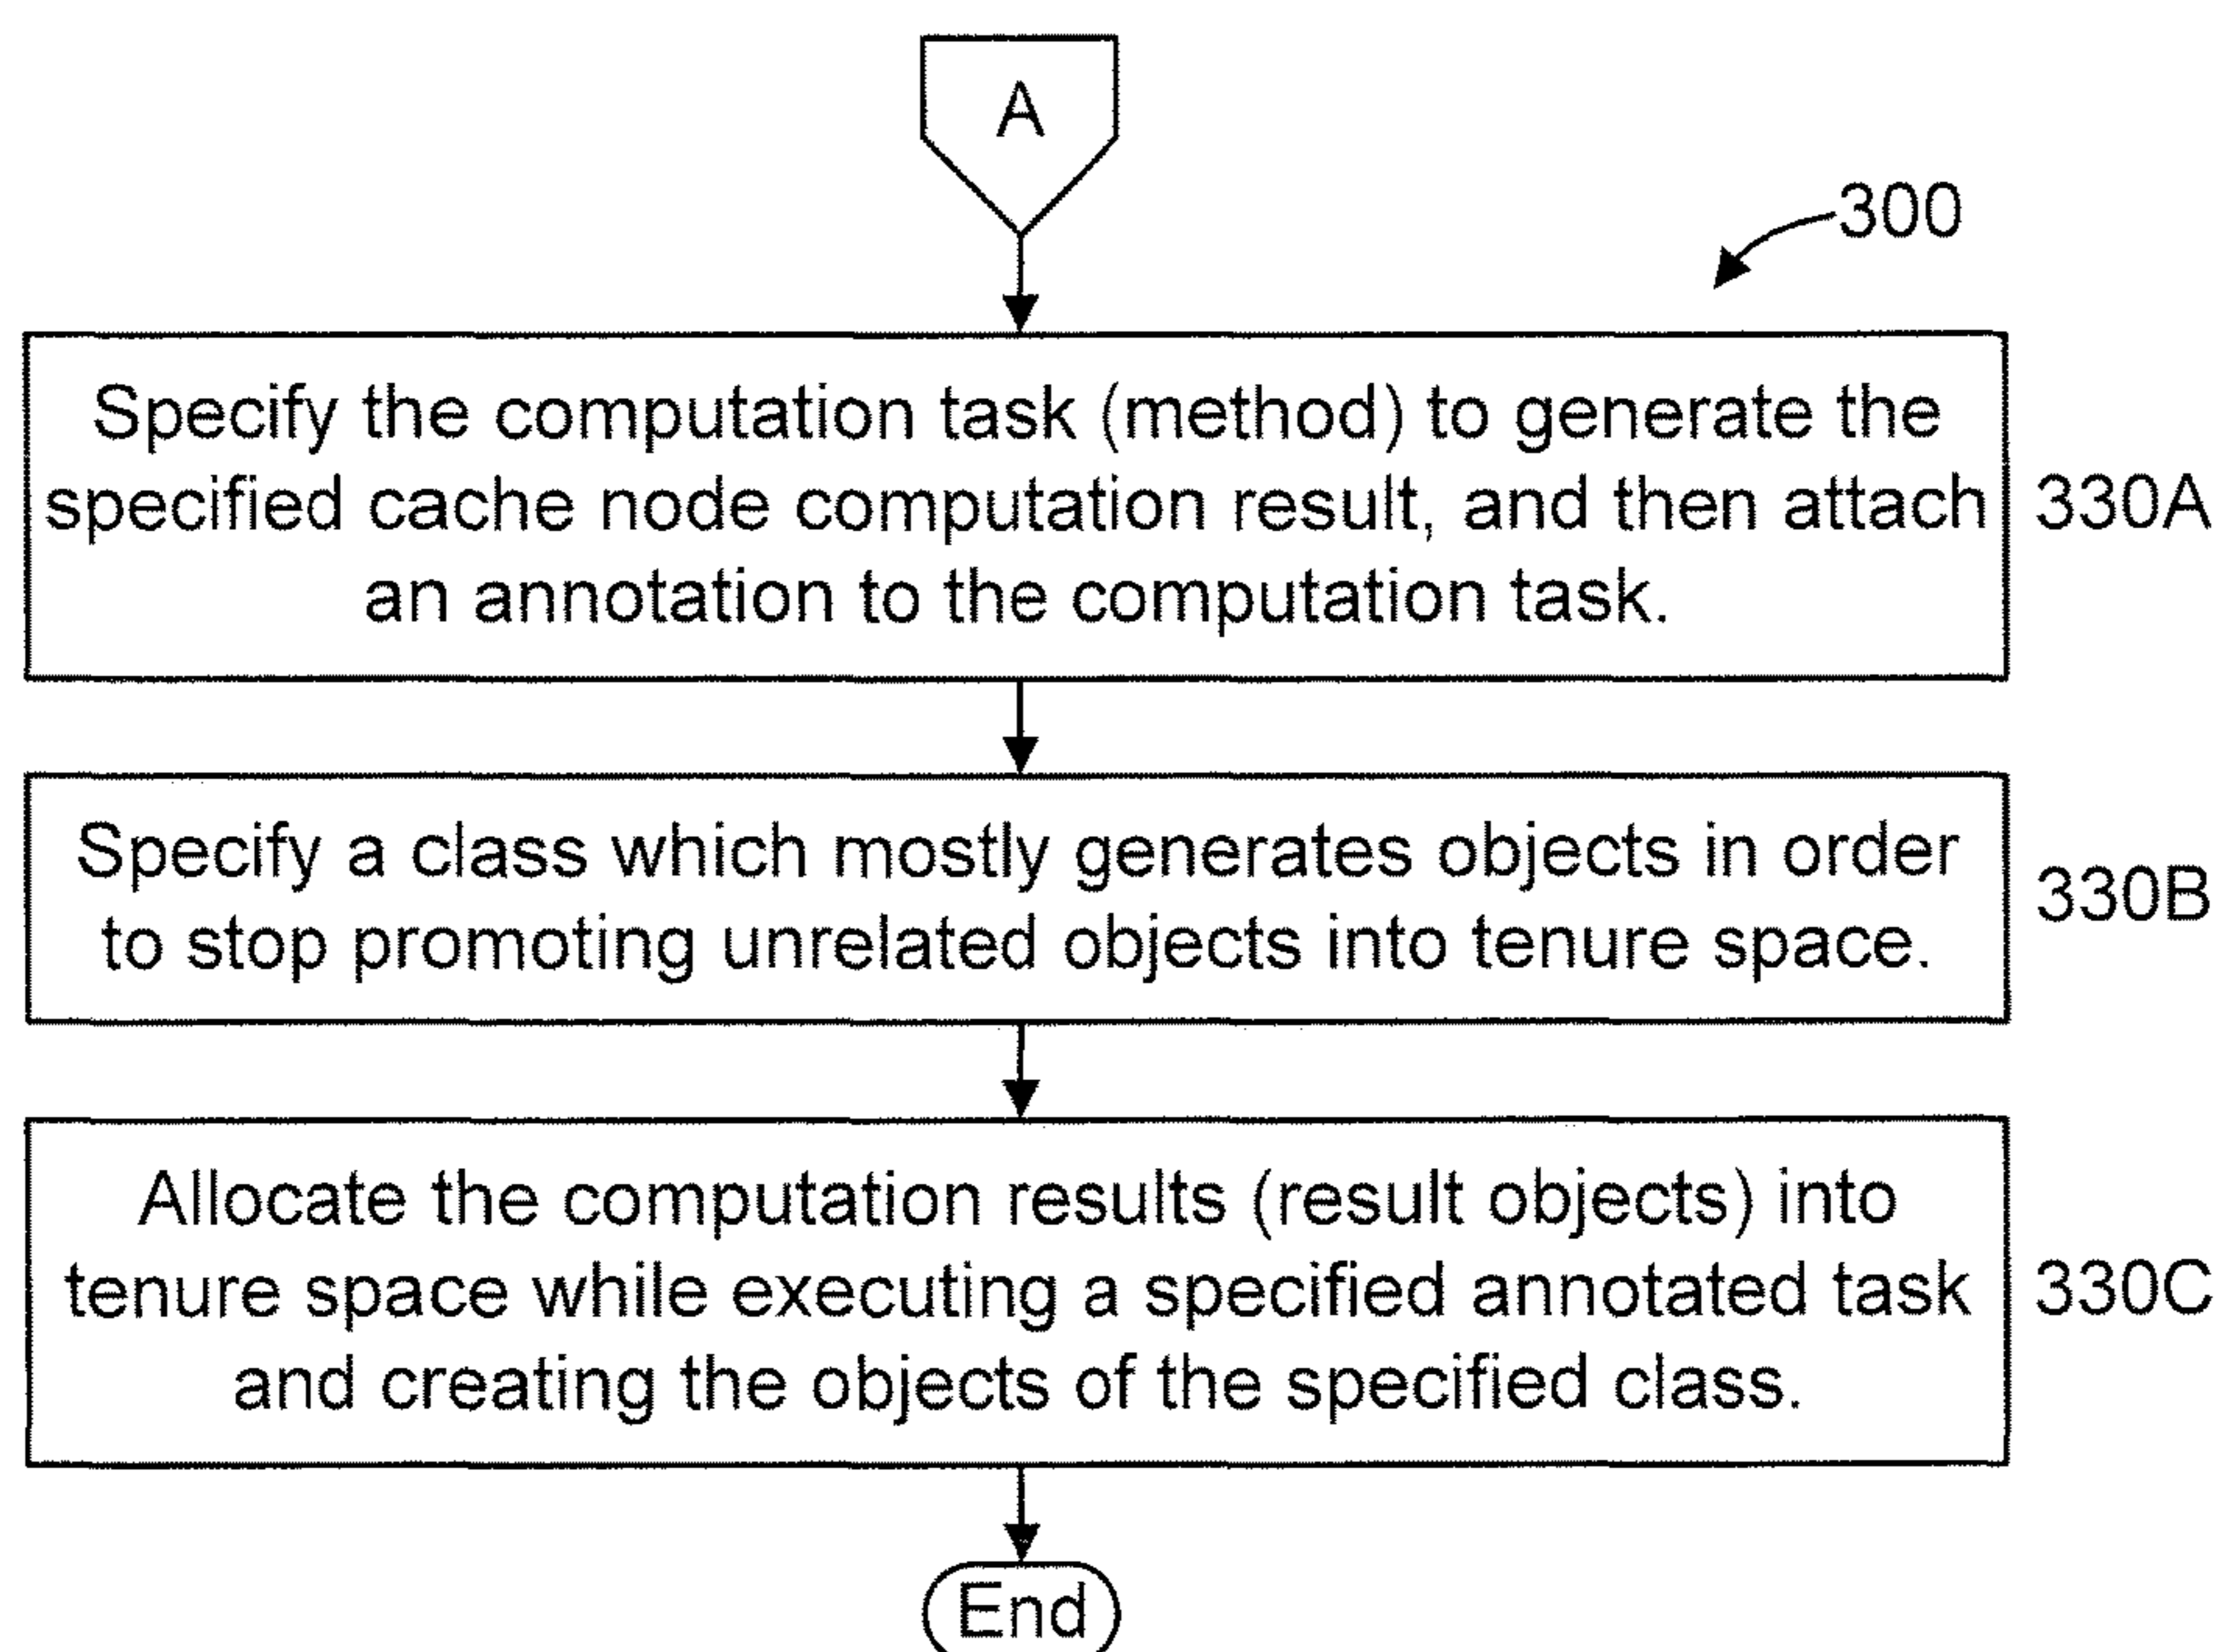 A
300
Specify the computation task (method) to generate the
specified cache node computation result, and then attach
an annotation to the computation task.
330A
Specify a class which mostly generates objects in order
to stop promoting unrelated objects into tenure space.
330B
Allocate the computation results (result objects) into
tenure space while executing a specified annotated task
and creating the objects of the specified class.
330C
End